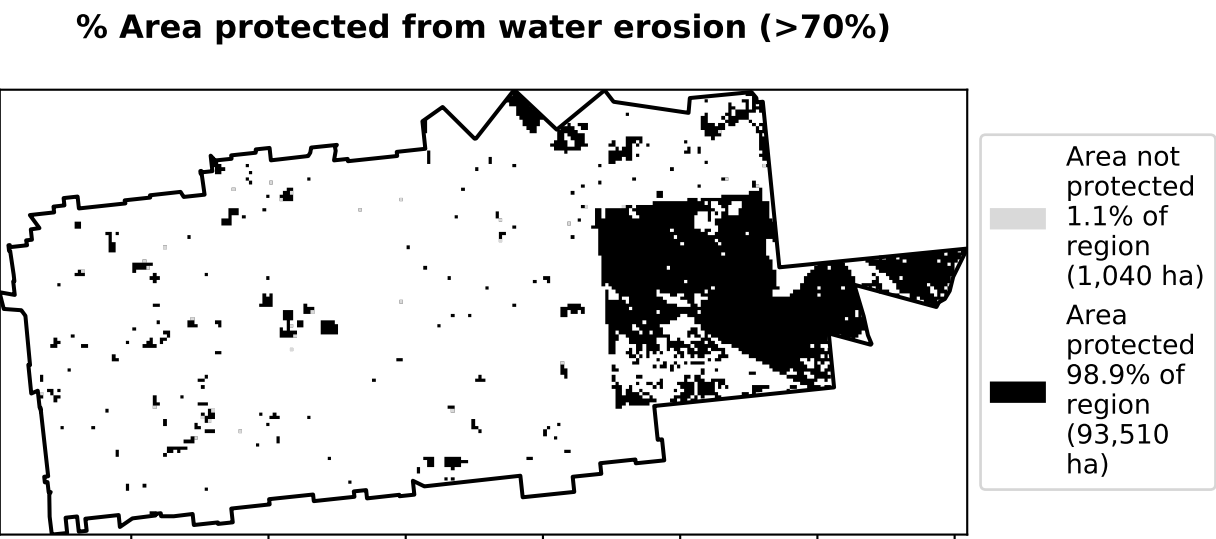 % Area protected from water erosion (>70%)
Area not
protected
1.1% of
region
(1,040 ha)
Area
protected
98.9% of
region
(93,510
ha)